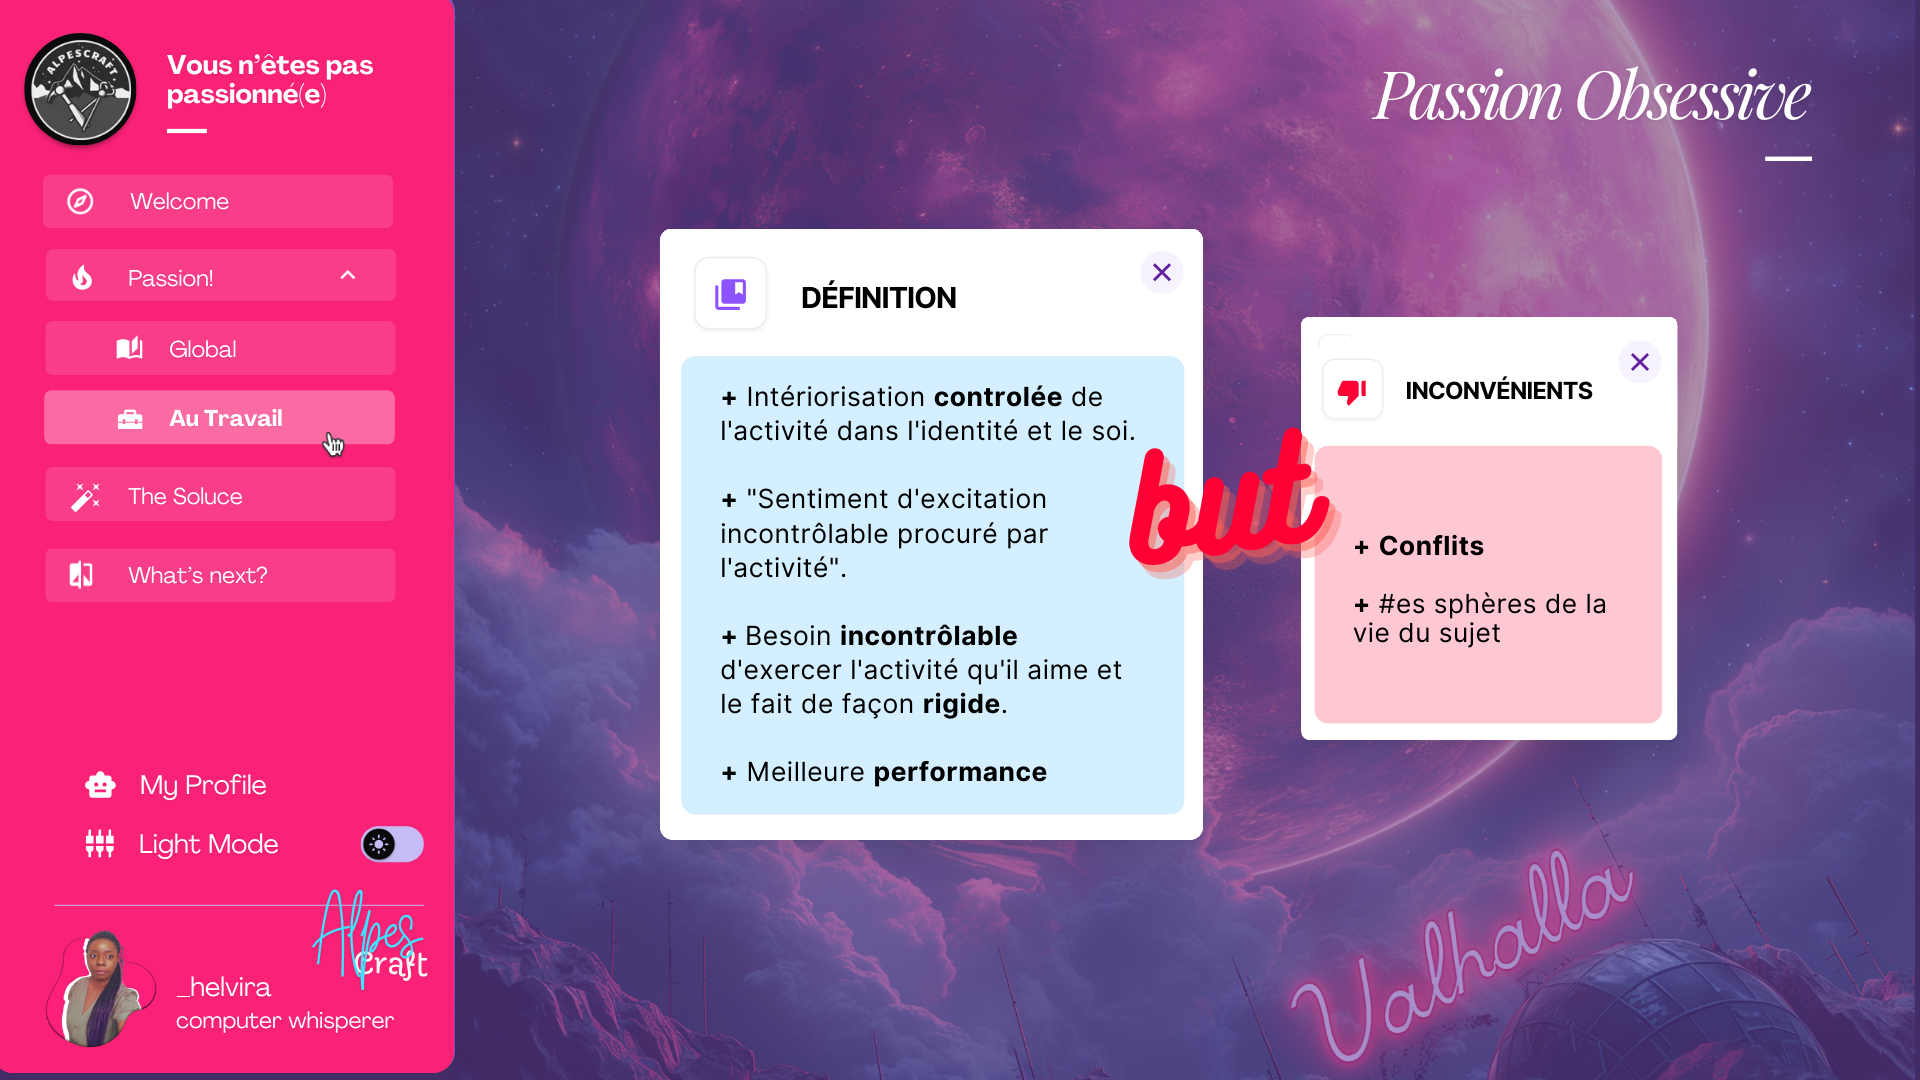 ALPESCRAFT
Vous n'êtes pas
passionné(e)
Welcome
Passion!
Global
Au Travail
The Soluce
What's next?
My Profile
Light Mode
Alpes
Craft
_helvira
computer whisperer
Passion Obsessive
DÉFINITION
+ Intériorisation controlée de
l'activité dans l'identité et le soi.
+ "Sentiment d'excitation
incontrôlable procuré par
l'activité".
+ Besoin incontrôlable
d'exercer l'activité qu'il aime et
le fait de façon rigide.
+ Meilleure performance
but
INCONVÉNIENTS
+ Conflits
+ #es sphères de la
vie du sujet
Valhalla